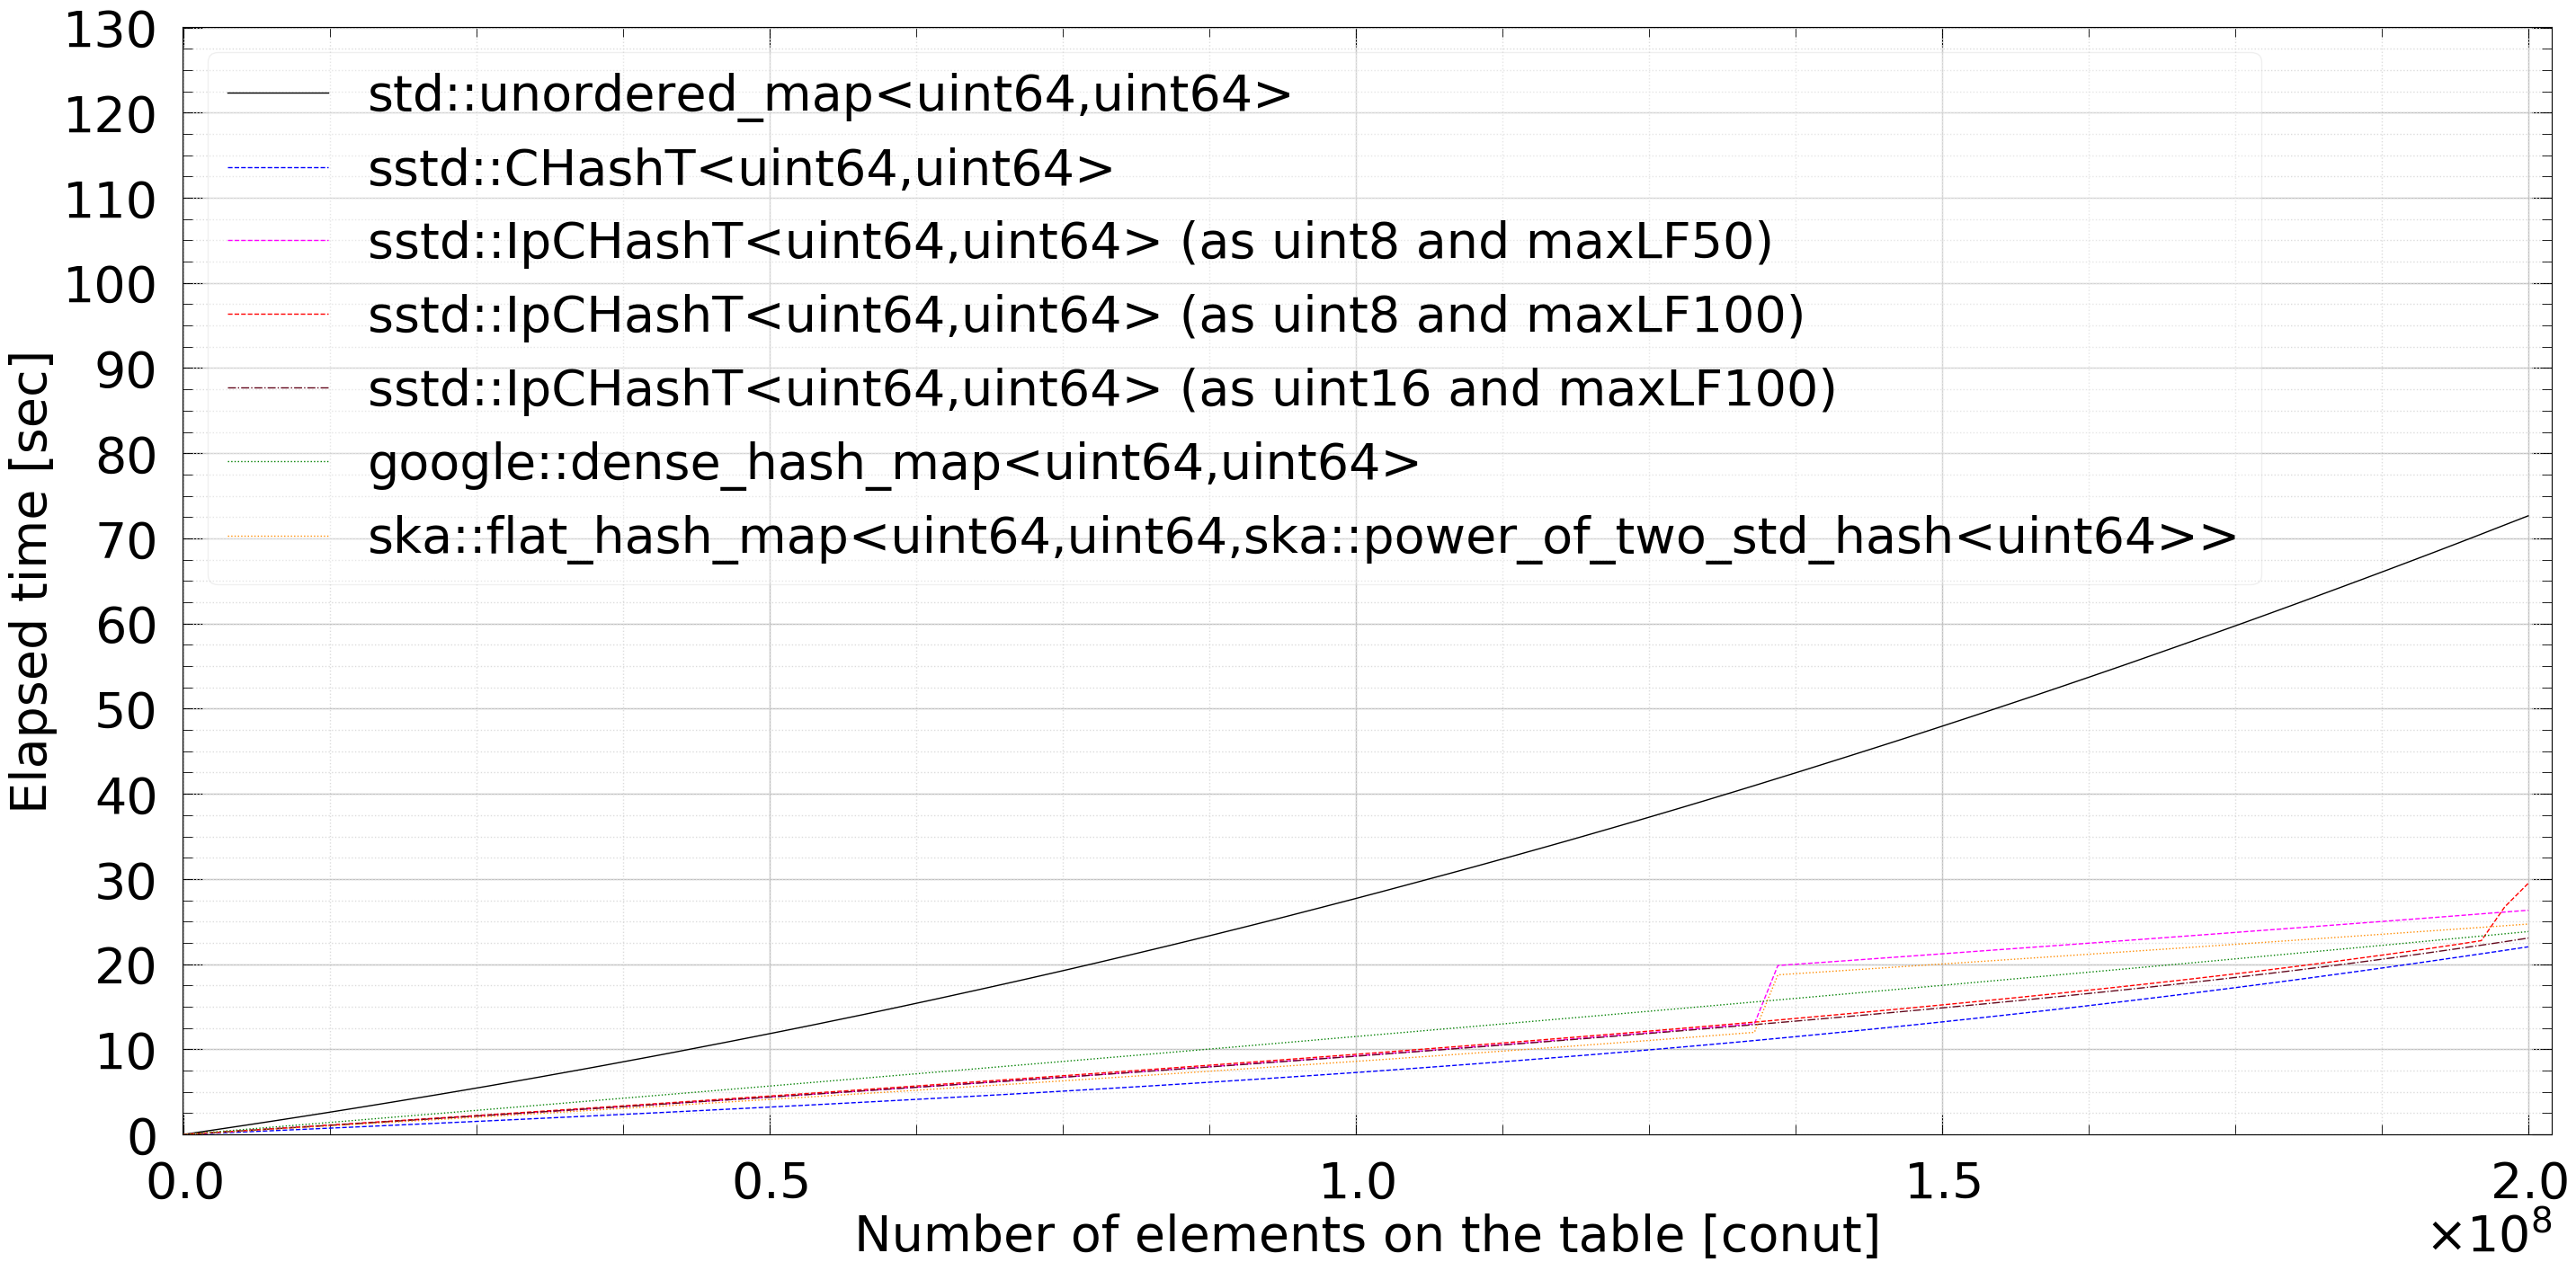 130
120
110
100
90
80
70
60
50
40
30
20
10
0
Elapsed time [sec]
std::unordered_map<uint64,uint64>
sstd::CHashT<uint64,uint64>
sstd::IpCHashT<uint64,uint64> (as uint8 and maxLF50)
sstd::IpCHashT<uint64,uint64> (as uint8 and maxLF100)
sstd::IpCHashT<uint64,uint64> (as uint16 and maxLF100)
google::dense_hash_map<uint64,uint64>
ska::flat_hash_map<uint64,uint64,ska::power_of_two_std_hash<uint64>>
0.0 0.5 1.0 1.5 2.0
Number of elements on the table [conut]
×10⁸